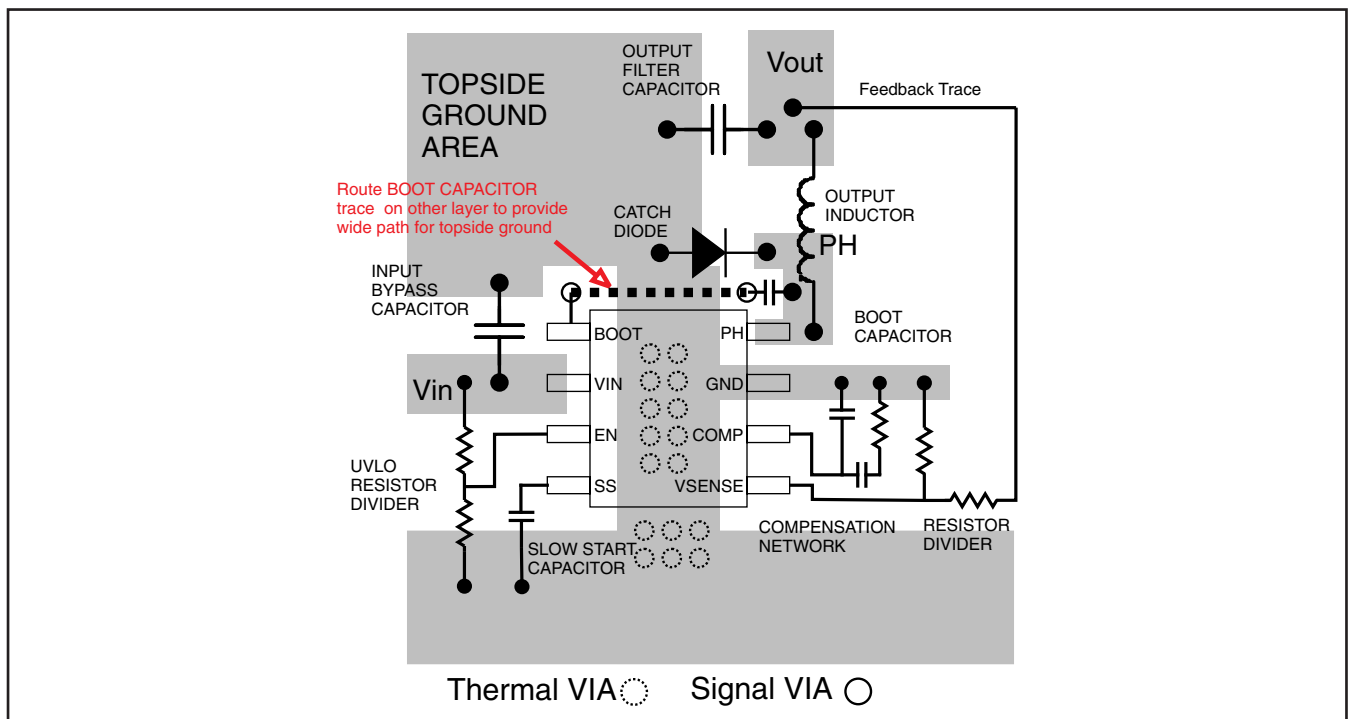 OUTPUT
FILTER
CAPACITOR
Vout
TOPSIDE
GROUND
AREA
Feedback Trace
Route BOOT CAPACITOR
trace on other layer to provide
wide path for topside ground
CATCH
DIODE
OUTPUT
INDUCTOR
PH
INPUT
BYPASS
CAPACITOR
BOOT
CAPACITOR
BOOT
PH
Vin
VIN
GND
EN
COMP
UVLO
RESISTOR
DIVIDER
SS
VSENSE
SLOW START
CAPACITOR
COMPENSATION
NETWORK
RESISTOR
DIVIDER
Thermal VIA
Signal VIA